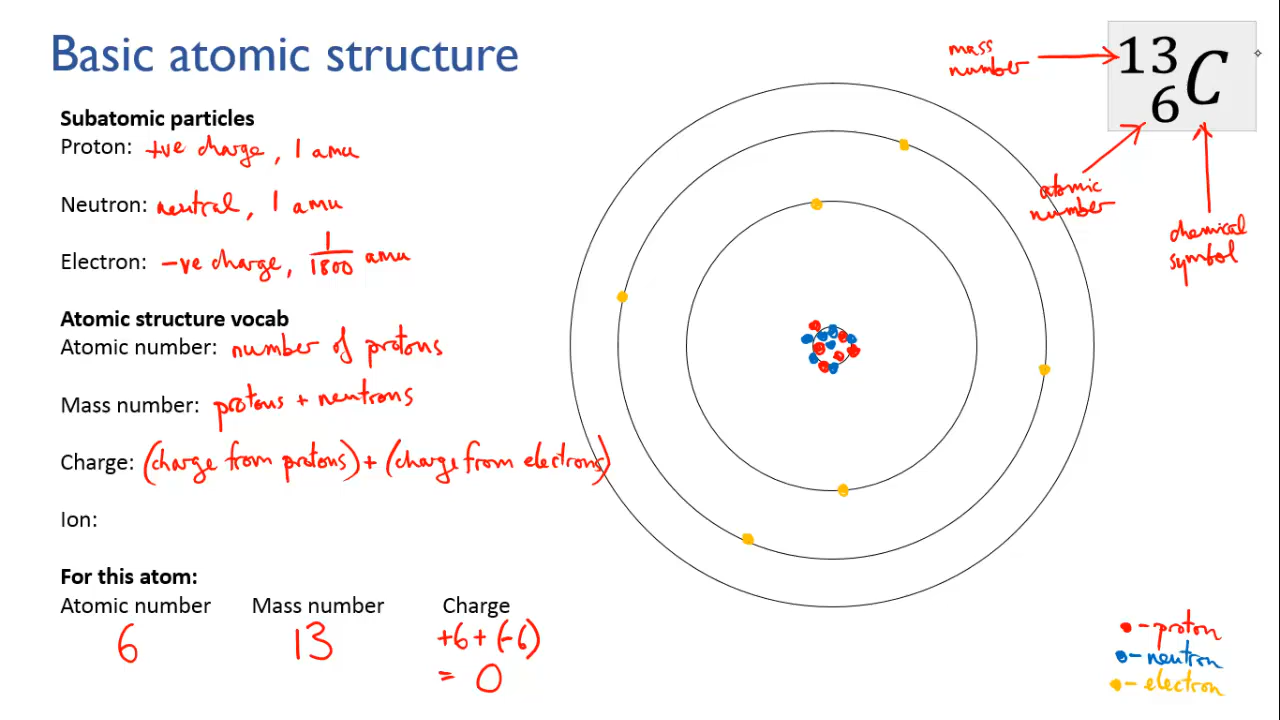 Basic atomic structure
Subatomic particles
Proton: +ve charge, 1 amu
Neutron: neutral, 1 amu
Electron: -ve charge, 1/1800 amu
Atomic structure vocab
Atomic number: number of protons
Mass number: protons + neutrons
Charge: (charge from protons) + (charge from electrons)
Ion:
For this atom:
Atomic number Mass number Charge
6 13 +6 + (-6)
= 0
mass
number
13
6 C
atomic
number
chemical
symbol
- proton
- neutron
- electron